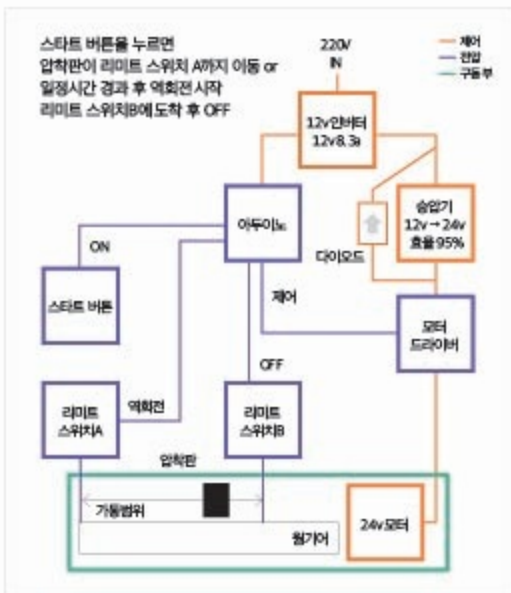 스타트 버튼을 누르면
압착판이 리미트 스위치 A까지 이동 or
일정시간 경과 후 역회전 시작
리미트 스위치B에 도착 후 OFF
220V
IN
제어
전압
구동부
12v인버터
12v8.3a
아두이노
승압기
12v → 24v
효율 95%
다이오드
ON
스타트 버튼
제어
모터
드라이버
OFF
리미트
스위치A
역회전
리미트
스위치B
압착판
가동범위
웜기어
24v모터